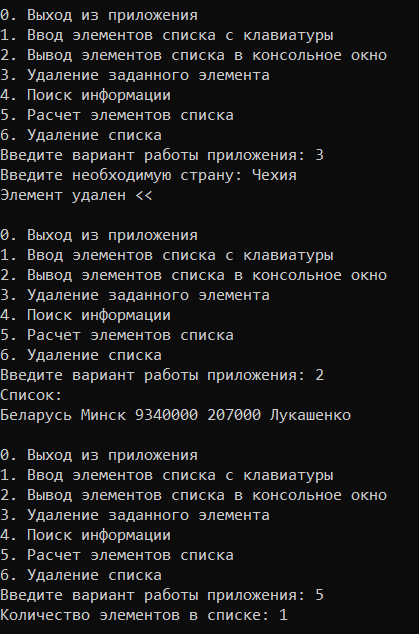 0. Выход из приложения
1. Ввод элементов списка с клавиатуры
2. Вывод элементов списка в консольное окно
3. Удаление заданного элемента
4. Поиск информации
5. Расчет элементов списка
6. Удаление списка
Введите вариант работы приложения: 3
Введите необходимую страну: Чехия
Элемент удален <<
0. Выход из приложения
1. Ввод элементов списка с клавиатуры
2. Вывод элементов списка в консольное окно
3. Удаление заданного элемента
4. Поиск информации
5. Расчет элементов списка
6. Удаление списка
Введите вариант работы приложения: 2
Список:
Беларусь Минск 9340000 207000 Лукашенко
0. Выход из приложения
1. Ввод элементов списка с клавиатуры
2. Вывод элементов списка в консольное окно
3. Удаление заданного элемента
4. Поиск информации
5. Расчет элементов списка
6. Удаление списка
Введите вариант работы приложения: 5
Количество элементов в списке: 1